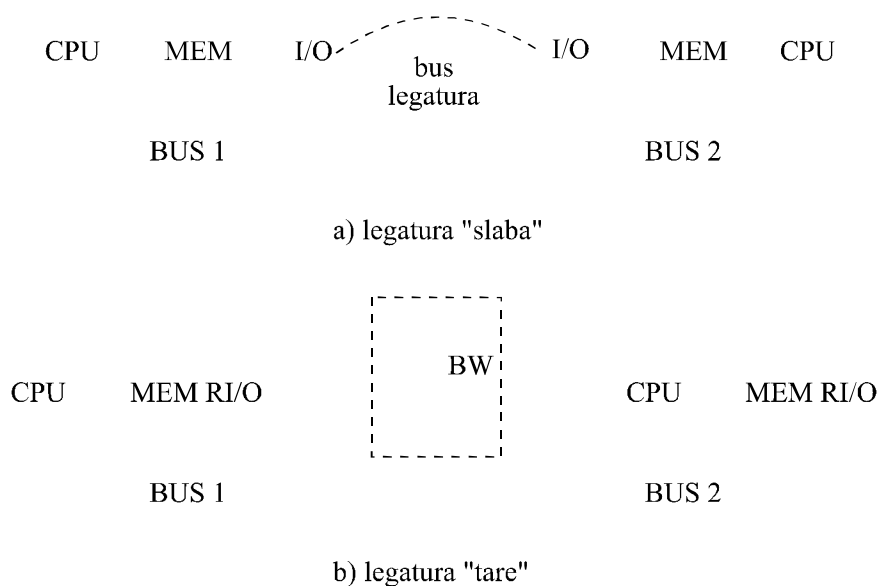 CPU MEM I/O I/O MEM CPU
bus
legatura
BUS 1 BUS 2
a) legatura "slaba"
BW
CPU MEM RI/O CPU MEM RI/O
BUS 1 BUS 2
b) legatura "tare"